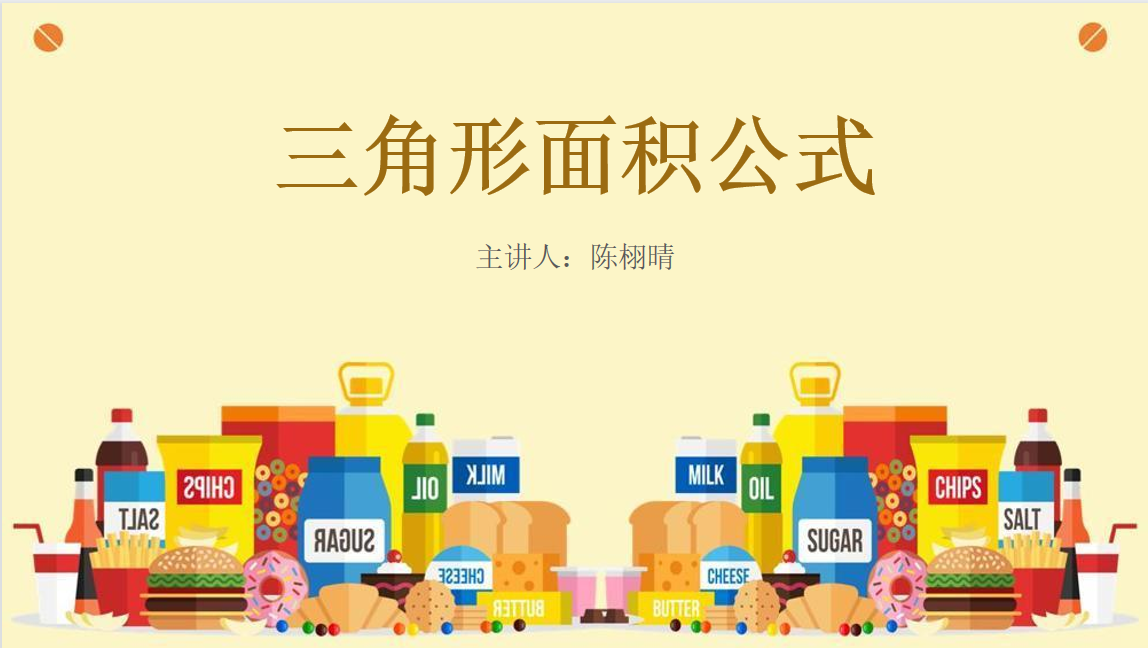 三角形面积公式
主讲人：陈栩晴
MILK
MILK
OIL
OIL
CHIPS
CHIPS
SALT
SALT
SUGAR
SUGAR
CHEESE
CHEESE
BUTTER
BUTTER